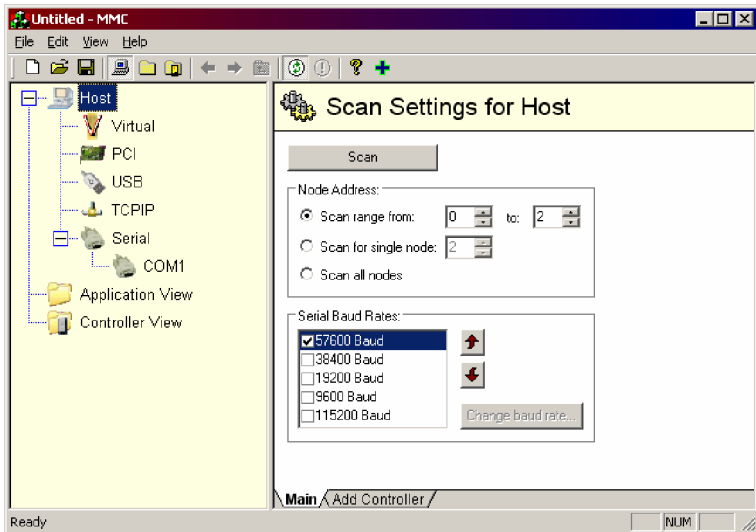 Untitled - MMC
File Edit View Help
Host
Virtual
PCI
USB
TCPIP
Serial
COM1
Application View
Controller View
Scan Settings for Host
Scan
Node Address:
Scan range from: 0 to: 2
Scan for single node: 2
Scan all nodes
Serial Baud Rates:
57600 Baud
38400 Baud
19200 Baud
9600 Baud
115200 Baud
Change baud rate...
Main Add Controller
Ready NUM